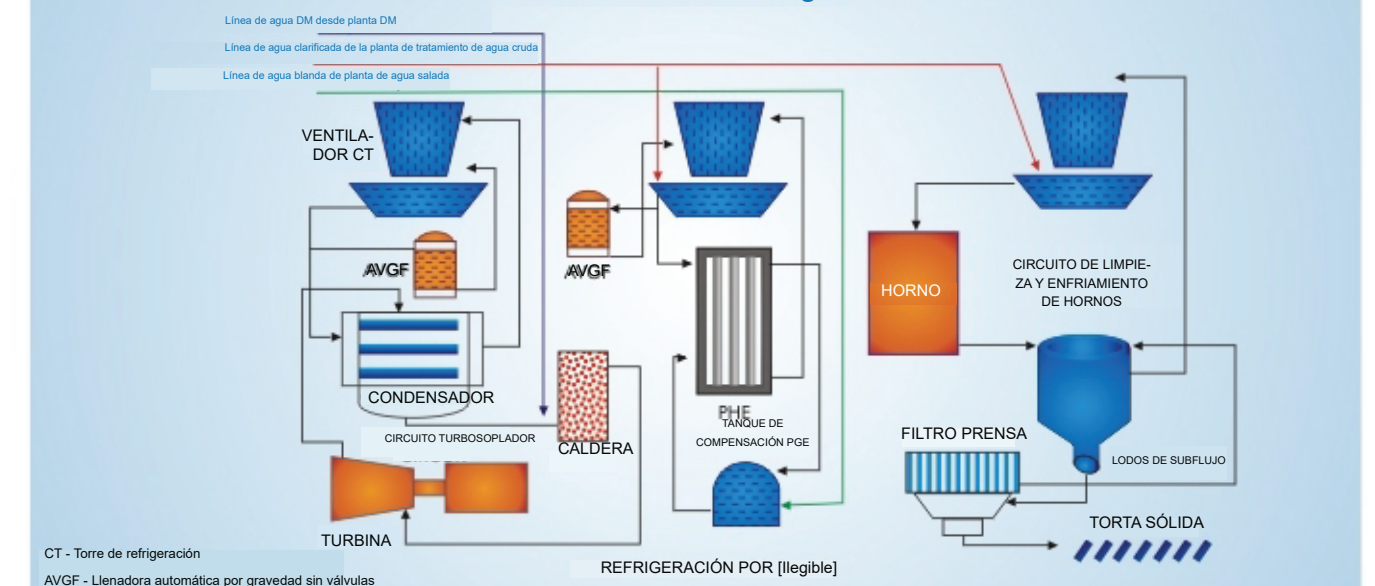 Línea de agua DM desde planta DM
Línea de agua clarificada de la planta de tratamiento de agua cruda
Línea de agua blanda de planta de agua salada
VENTILA-
DOR CT
AVGF
AVGF
HORNO
CIRCUITO DE LIMPIE-
ZA Y ENFRIAMIENTO
DE HORNOS
CONDENSADOR
PHE
TANQUE DE
COMPENSACIÓN PGE
CIRCUITO TURBOSOPLADOR
CALDERA
FILTRO PRENSA
LODOS DE SUBFLUJO
TURBINA
TORTA SÓLIDA
REFRIGERACIÓN POR [Ilegible]
CT - Torre de refrigeración
AVGF - Llenadora automática por gravedad sin válvulas